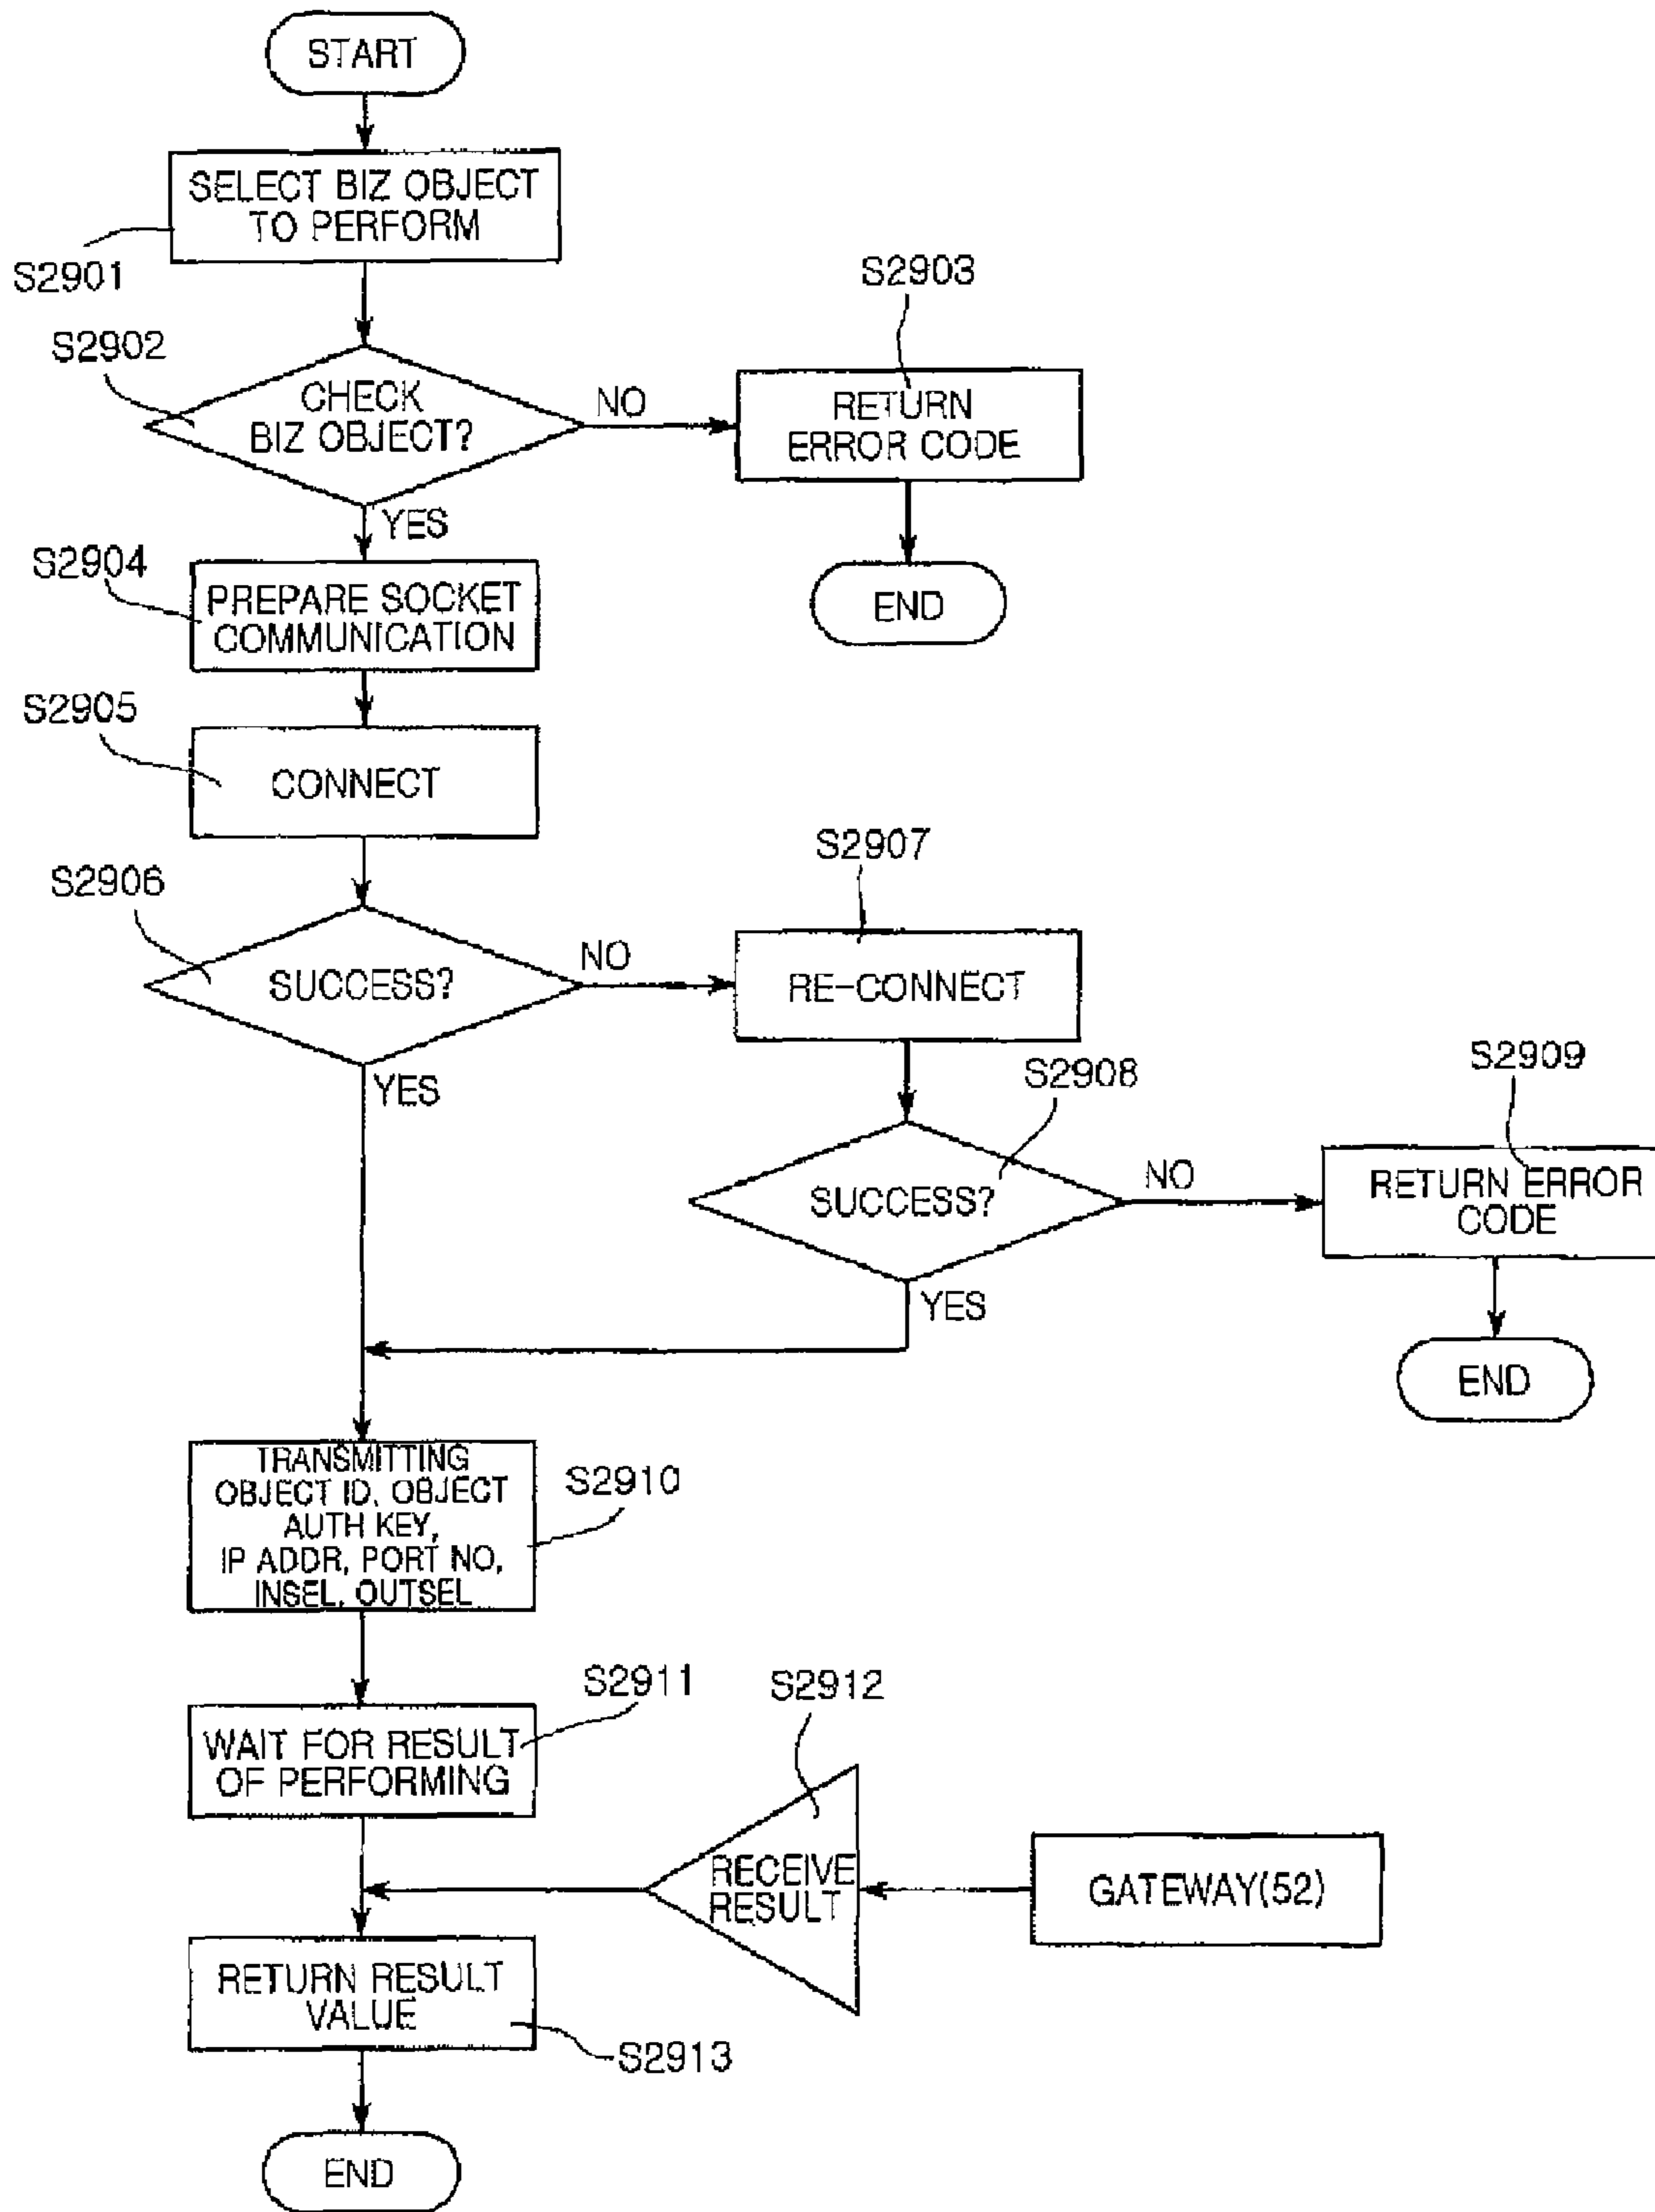 START
SELECT BIZ OBJECT
TO PERFORM
S2901
S2902
CHECK
BIZ OBJECT?
NO
YES
S2903
RETURN
ERROR CODE
END
S2904
PREPARE SOCKET
COMMUNICATION
S2905
CONNECT
S2906
SUCCESS?
NO
YES
S2907
RE-CONNECT
S2908
SUCCESS?
NO
YES
S2909
RETURN ERROR
CODE
END
TRANSMITTING
OBJECT ID, OBJECT
AUTH KEY,
IP ADDR, PORT NO,
INSEL, OUTSEL
S2910
S2911
WAIT FOR RESULT
OF PERFORMING
S2912
RECEIVE
RESULT
GATEWAY(52)
RETURN RESULT
VALUE
S2913
END